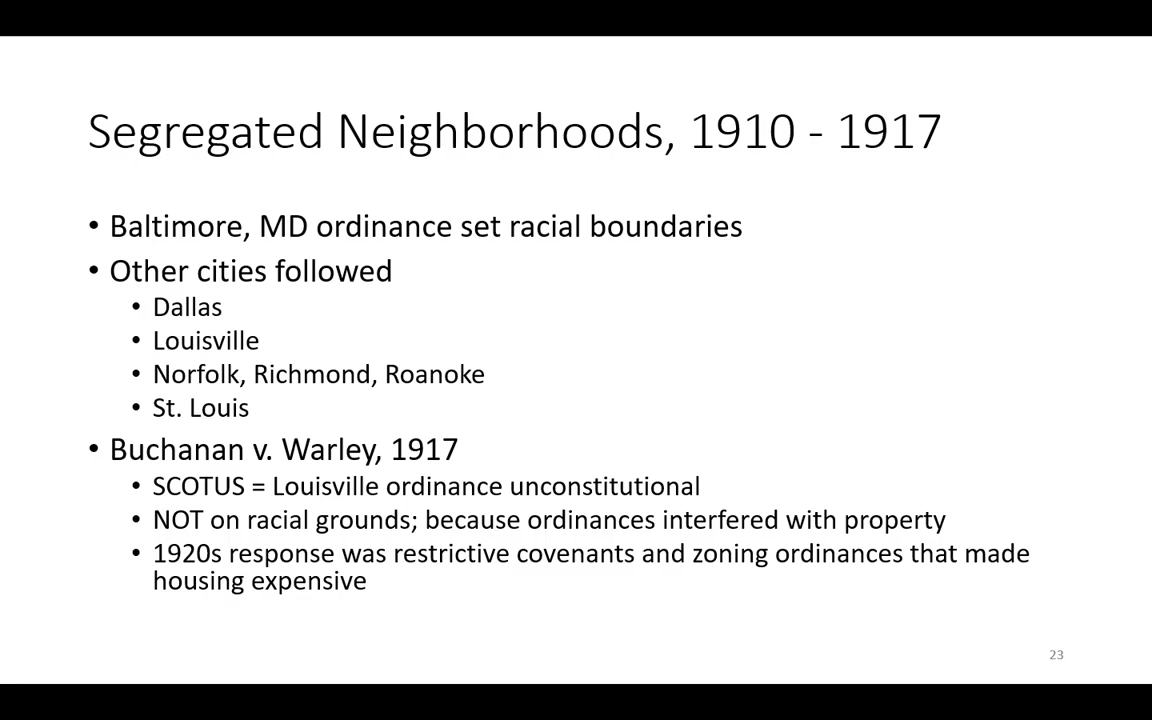 Segregated Neighborhoods, 1910 - 1917
• Baltimore, MD ordinance set racial boundaries
• Other cities followed
• Dallas
• Louisville
• Norfolk, Richmond, Roanoke
• St. Louis
• Buchanan v. Warley, 1917
• SCOTUS = Louisville ordinance unconstitutional
• NOT on racial grounds; because ordinances interfered with property
• 1920s response was restrictive covenants and zoning ordinances that made
housing expensive
23